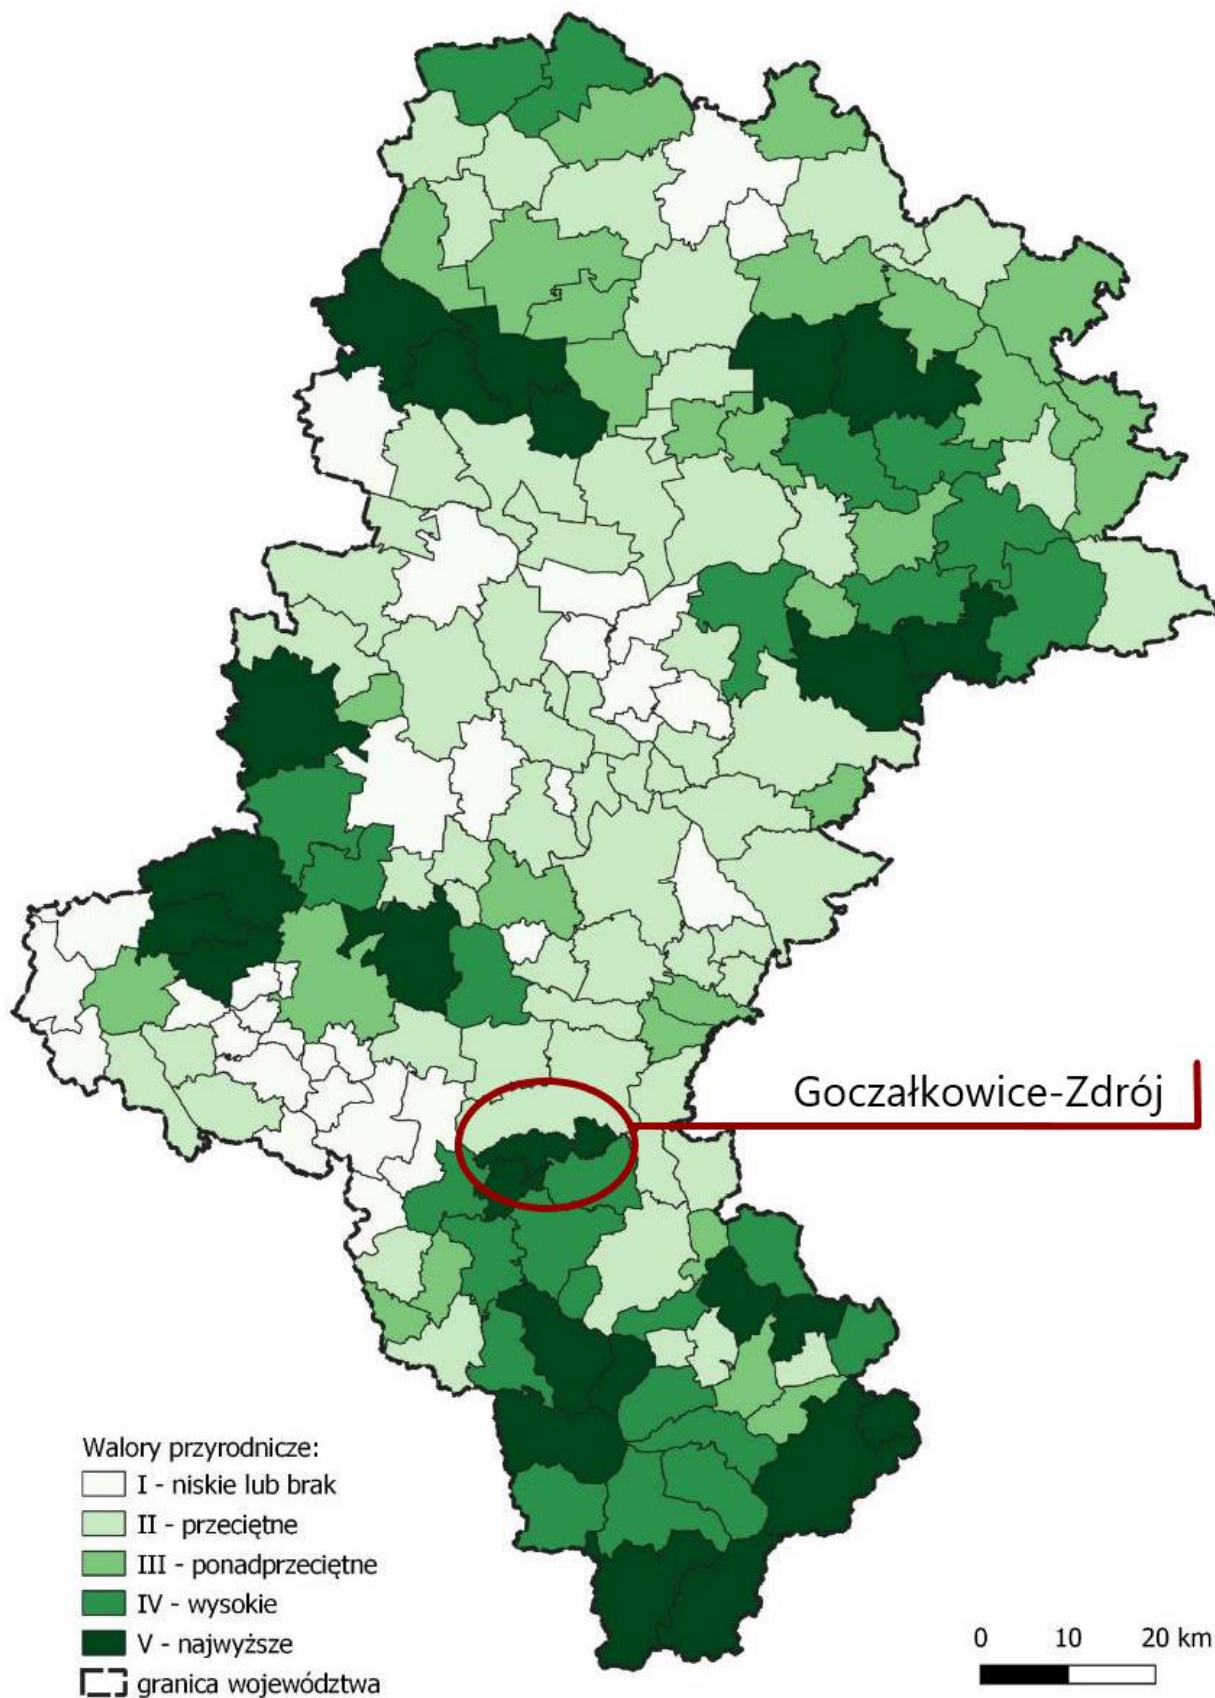 Goczałkowice-Zdrój
Walory przyrodnicze:
I - niskie lub brak
II - przeciętne
III - ponadprzeciętne
IV - wysokie
V - najwyższe
granica województwa
0 10 20 km